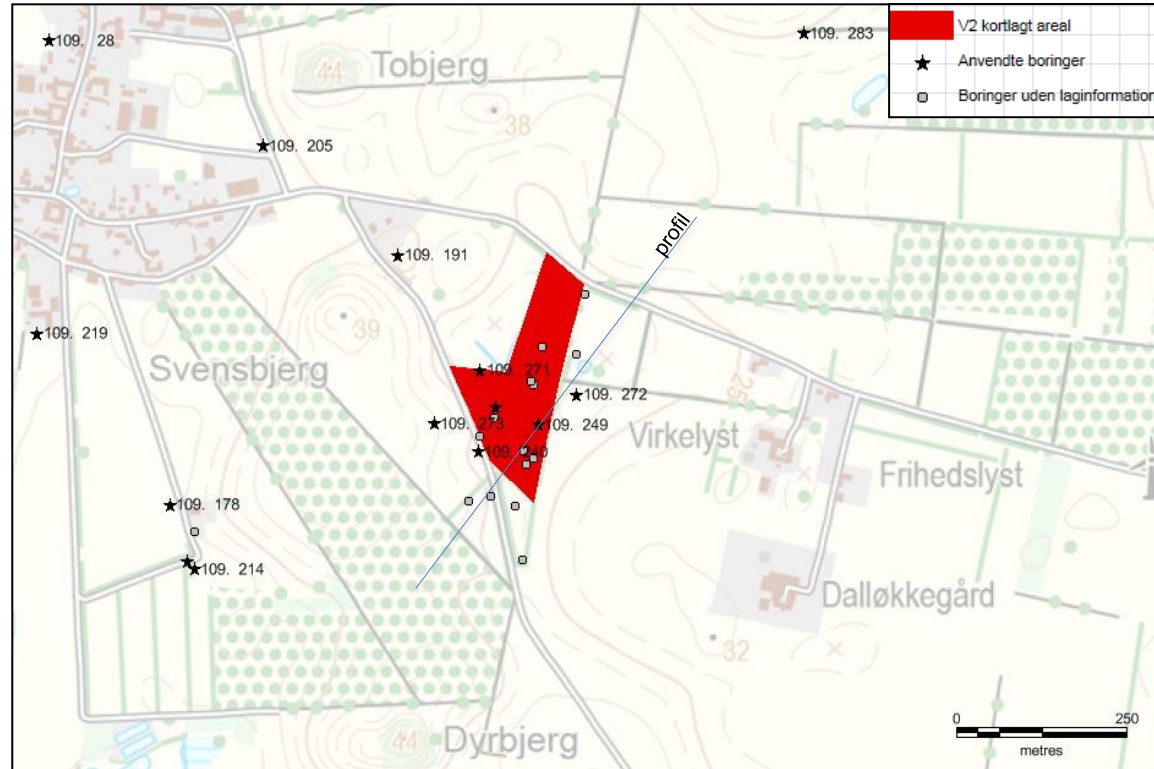 V2 kortlagt areal
Anvendte boringer
Boringer uden laginformation
109. 28
109. 283
Tobjerg
44
38
109. 205
profil
109. 191
39
109. 219
Svensbjerg
109. 271
109. 272
25
109. 273
109. 249
Virkelyst
109. 240
Frihedslyst
109. 178
109. 214
Dalløkkegård
32
44
Dyrbjerg
0
250
metres